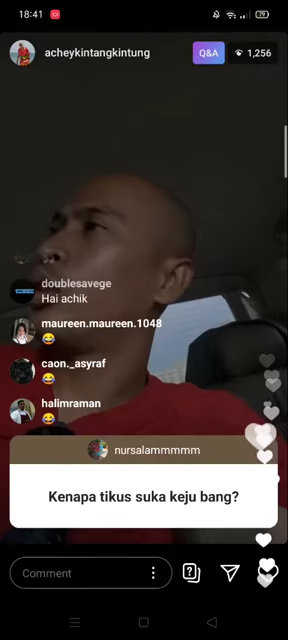 18:41
79
acheykintangkintung
Q&A
1,256
doublesavege
Hai achik
maureen.maureen.1048
😂
caon._asyraf
😂
halimraman
😂
nursalammmmm
Kenapa tikus suka keju bang?
Comment